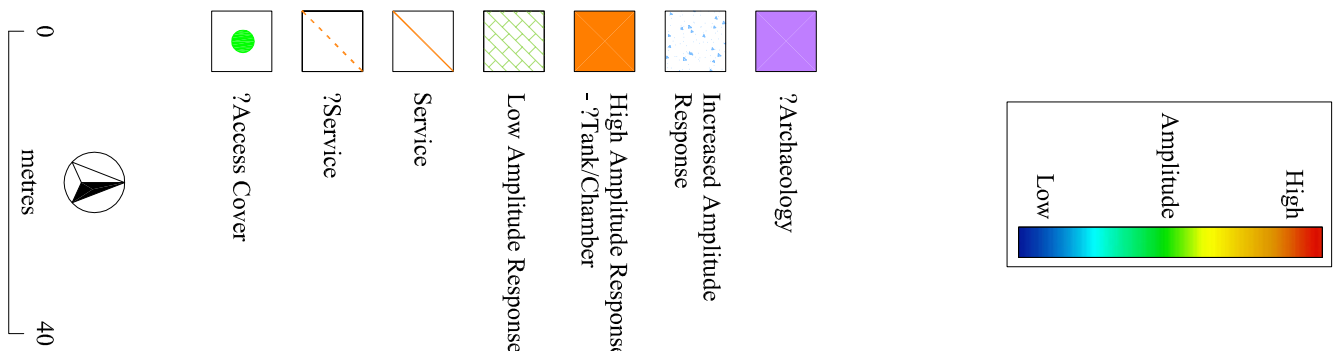 High
Amplitude
Low
?Archaeology
Increased Amplitude
Response
High Amplitude Response
- ?Tank/Chamber
Low Amplitude Response
Service
?Service
?Access Cover
0
metres
40